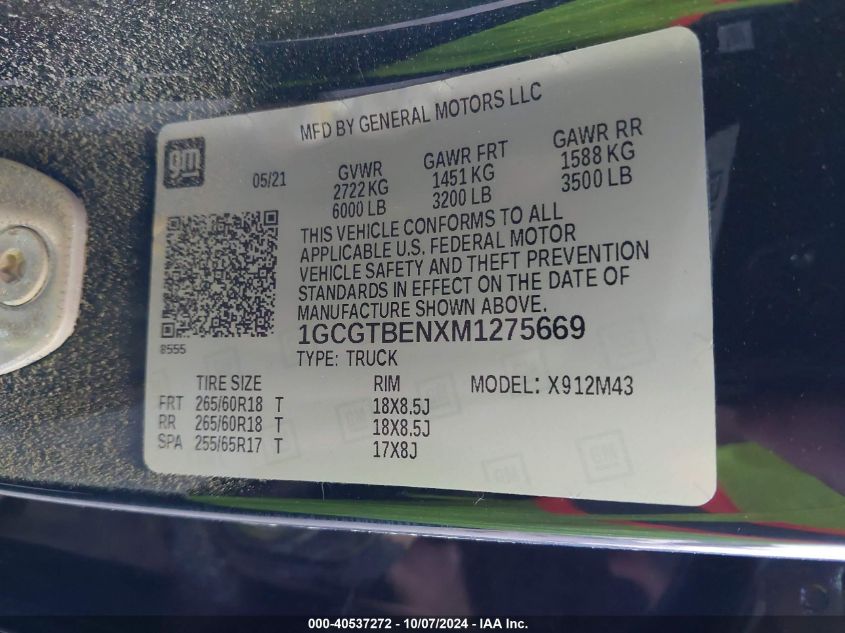 MFD BY GENERAL MOTORS LLC
gm
05/21
GVWR GAWR FRT GAWR RR
2722 KG 1451 KG 1588 KG
6000 LB 3200 LB 3500 LB
THIS VEHICLE CONFORMS TO ALL
APPLICABLE U.S. FEDERAL MOTOR
VEHICLE SAFETY AND THEFT PREVENTION
STANDARDS IN EFFECT ON THE DATE OF
MANUFACTURE SHOWN ABOVE.
1GCGTBENXM1275669
8555
TYPE: TRUCK
TIRE SIZE RIM MODEL: X912M43
FRT 265/60R18 T 18X8.5J
RR 265/60R18 T 18X8.5J
SPA 255/65R17 T 17X8J
000-40537272 - 10/07/2024 - IAA Inc.